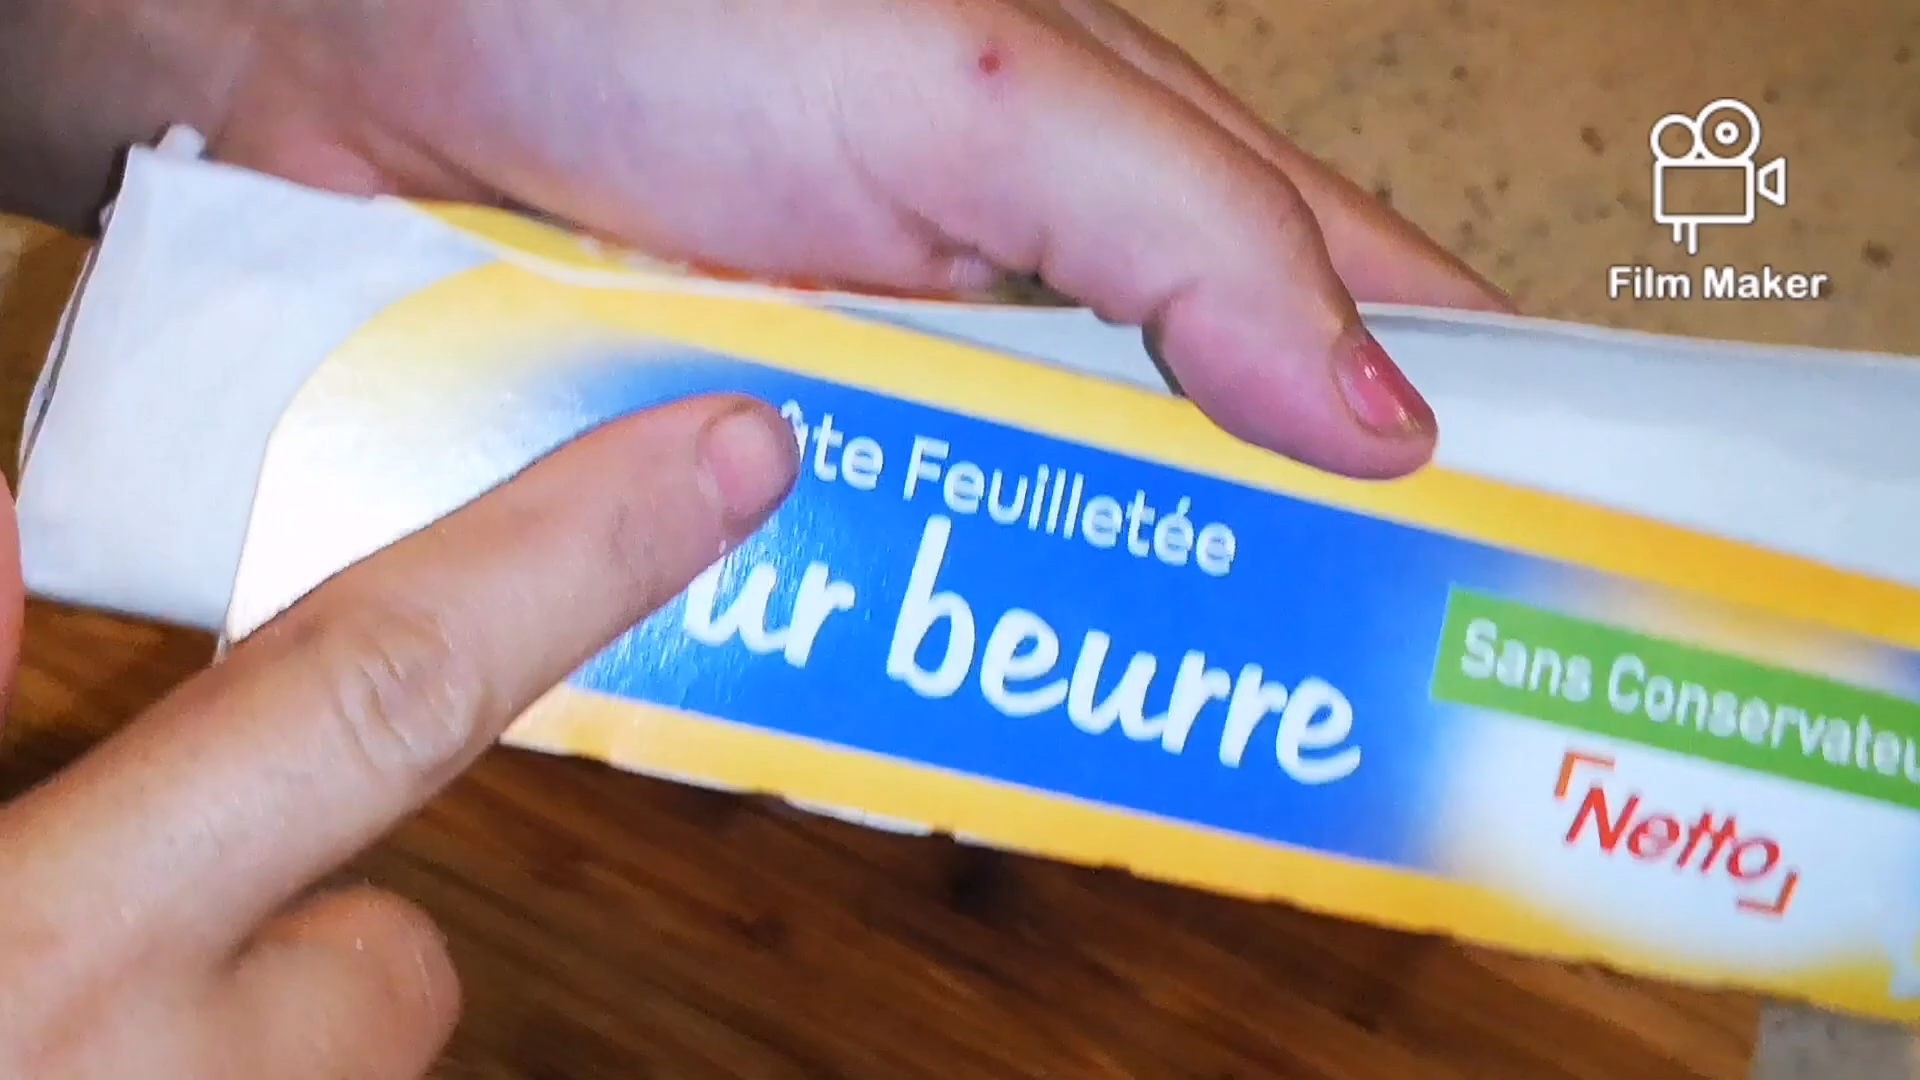 Film Maker
âte Feuilletée
ur beurre
Sans Conservateu
Netto